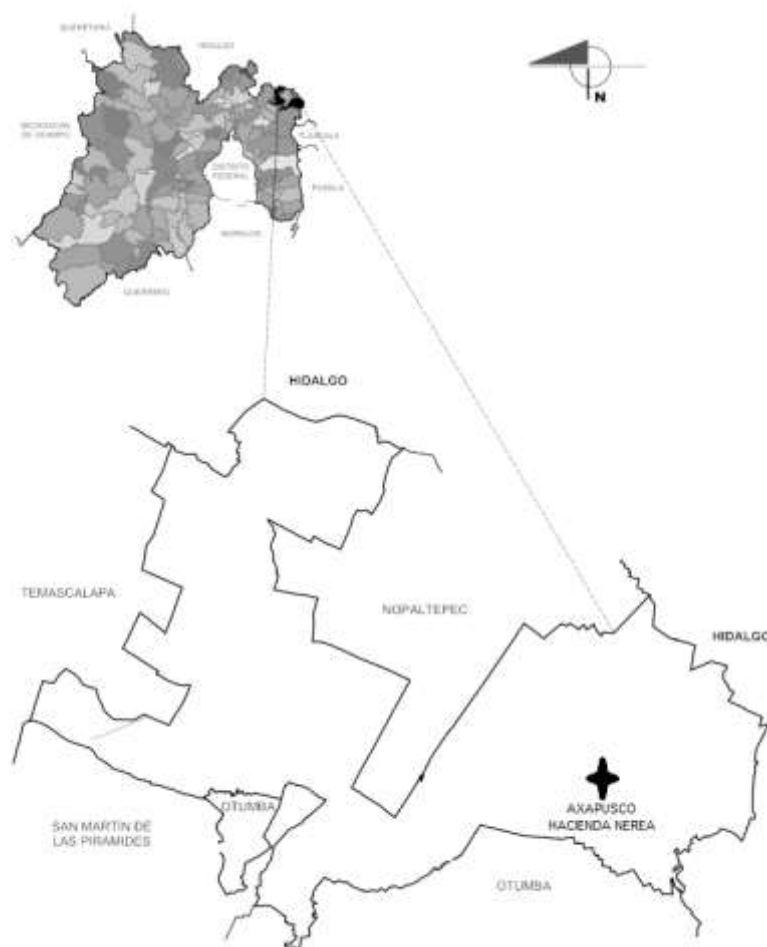 QUERETARO
HIDALGO
N
MICHOACAN
DE OCAMPO
TLAXCALA
DISTRITO
FEDERAL
PUEBLA
MORELOS
GUERRERO
HIDALGO
TEMASCALAPA
NOPALTEPEC
HIDALGO
OTUMBA
AXAPUSCO
HACIENDA NEREA
SAN MARTÍN DE
LAS PIRAMIDES
OTUMBA